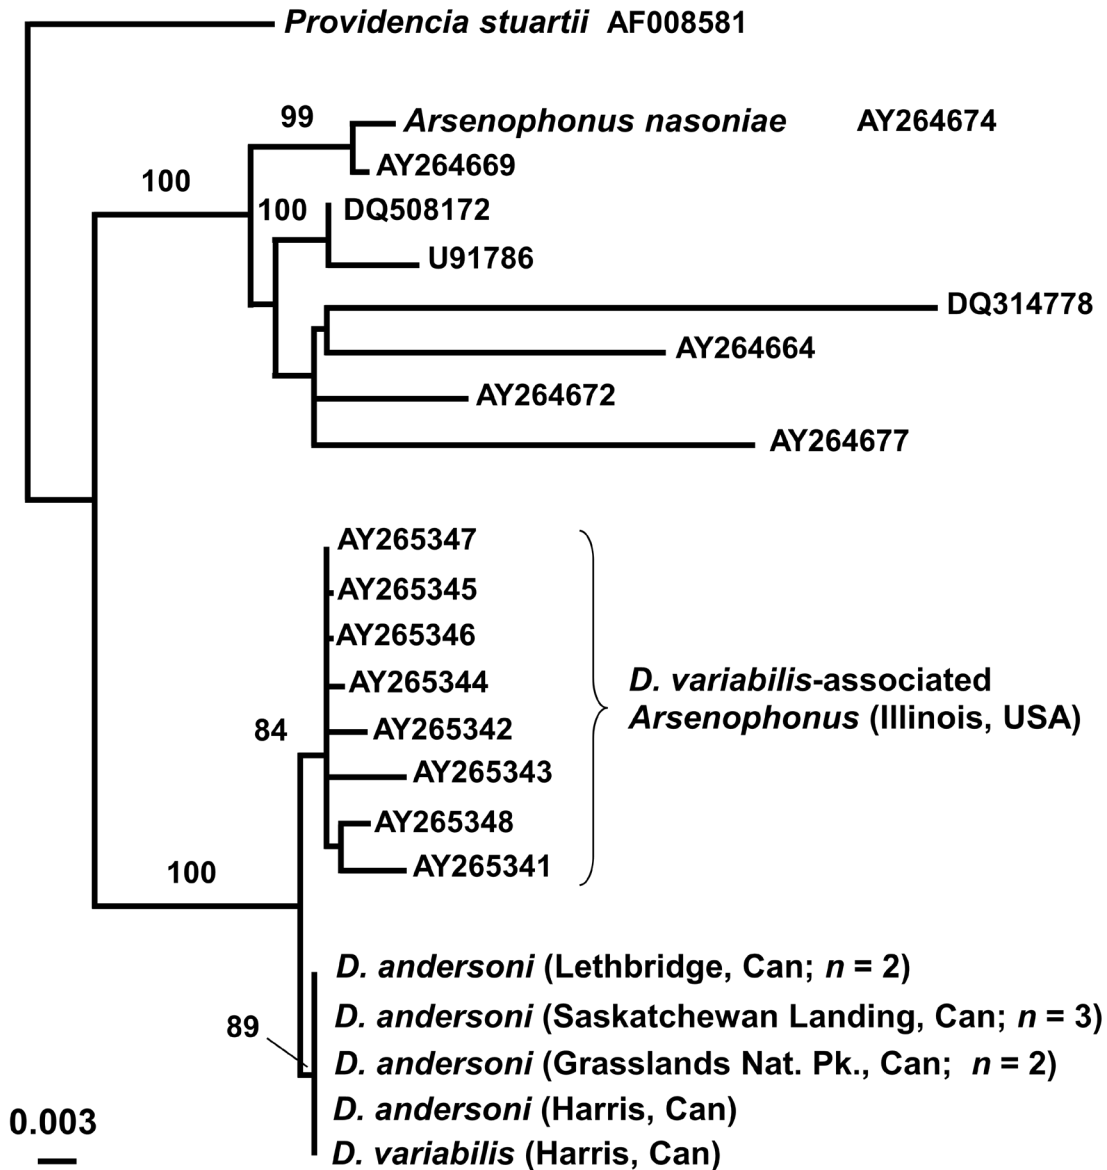 Providencia stuartii AF008581
99
Arsenophonus nasoniae AY264674
AY264669
100
100
DQ508172
U91786
DQ314778
AY264664
AY264672
AY264677
AY265347
AY265345
AY265346
AY265344
84
AY265342
AY265343
AY265348
AY265341
D. variabilis-associated
Arsenophonus (Illinois, USA)
100
D. andersoni (Lethbridge, Can; n = 2)
D. andersoni (Saskatchewan Landing, Can; n = 3)
89
D. andersoni (Grasslands Nat. Pk., Can; n = 2)
D. andersoni (Harris, Can)
D. variabilis (Harris, Can)
0.003